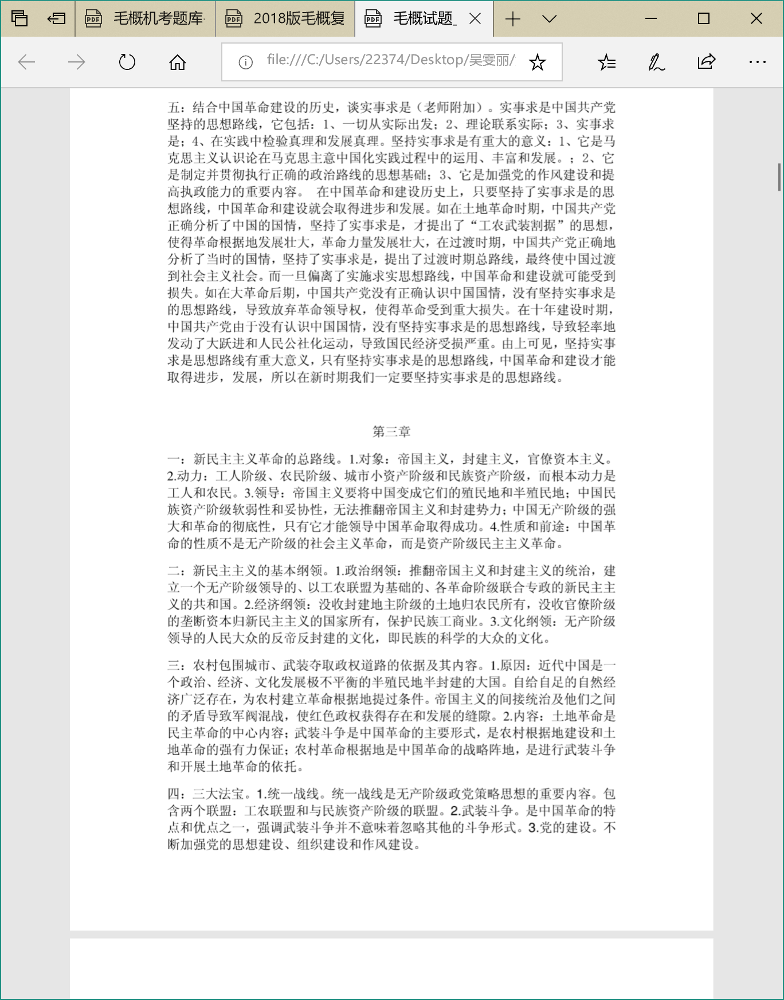 毛概机考题库
2018版毛概复
毛概试题_
file:///C:/Users/22374/Desktop/吴雯丽/
五：结合中国革命建设的历史，谈实事求是（老师附加）。实事求是中国共产党
坚持的思想路线，它包括：1、一切从实际出发；2、理论联系实际；3、实事求
是；4、在实践中检验真理和发展真理。坚持实事求是有重大的意义：1、它是马
克思主义认识论在马克思主意中国化实践过程中的运用、丰富和发展。；2、它
是制定并贯彻执行正确的政治路线的思想基础；3、它是加强党的作风建设和提
高执政能力的重要内容。 在中国革命和建设历史上，只要坚持了实事求是的思
想路线，中国革命和建设就会取得进步和发展。如在土地革命时期，中国共产党
正确分析了中国的国情，坚持了实事求是，才提出了“工农武装割据”的思想，
使得革命根据地发展壮大，革命力量发展壮大，在过渡时期，中国共产党正确地
分析了当时的国情，坚持了实事求是，提出了过渡时期总路线，最终使中国过渡
到社会主义社会。而一旦偏离了实施求实思想路线，中国革命和建设就可能受到
损失。如在大革命后期，中国共产党没有正确认识中国国情，没有坚持实事求是
的思想路线，导致放弃革命领导权，使得革命受到重大损失。在十年建设时期，
中国共产党由于没有认识中国国情，没有坚持实事求是的思想路线，导致轻率地
发动了大跃进和人民公社化运动，导致国民经济受损严重。由上可见，坚持实事
求是思想路线有重大意义，只有坚持实事求是的思想路线，中国革命和建设才能
取得进步，发展，所以在新时期我们一定要坚持实事求是的思想路线。
第三章
一：新民主主义革命的总路线。1.对象：帝国主义，封建主义，官僚资本主义。
2.动力：工人阶级、农民阶级、城市小资产阶级和民族资产阶级，而根本动力是
工人和农民。3.领导：帝国主义要将中国变成它们的殖民地和半殖民地；中国民
族资产阶级软弱性和妥协性，无法推翻帝国主义和封建势力；中国无产阶级的强
大和革命的彻底性，只有它才能领导中国革命取得成功。4.性质和前途：中国革
命的性质不是无产阶级的社会主义革命，而是资产阶级民主主义革命。
二：新民主主义的基本纲领。1.政治纲领：推翻帝国主义和封建主义的统治，建
立一个无产阶级领导的、以工农联盟为基础的、各革命阶级联合专政的新民主主
义的共和国。2.经济纲领：没收封建地主阶级的土地归农民所有，没收官僚阶级
的垄断资本归新民主主义的国家所有，保护民族工商业。3.文化纲领：无产阶级
领导的人民大众的反帝反封建的文化，即民族的科学的大众的文化。
三：农村包围城市、武装夺取政权道路的依据及其内容。1.原因：近代中国是一
个政治、经济、文化发展极不平衡的半殖民地半封建的大国。自给自足的自然经
济广泛存在，为农村建立革命根据地提过条件。帝国主义的间接统治及他们之间
的矛盾导致军阀混战，使红色政权获得存在和发展的缝隙。2.内容：土地革命是
民主革命的中心内容；武装斗争是中国革命的主要形式，是农村根据地建设和土
地革命的强有力保证；农村革命根据地是中国革命的战略阵地，是进行武装斗争
和开展土地革命的依托。
四：三大法宝。1.统一战线。统一战线是无产阶级政党策略思想的重要内容。包
含两个联盟：工农联盟和与民族资产阶级的联盟。2.武装斗争。是中国革命的特
点和优点之一，强调武装斗争并不意味着忽略其他的斗争形式。3.党的建设。不
断加强党的思想建设、组织建设和作风建设。